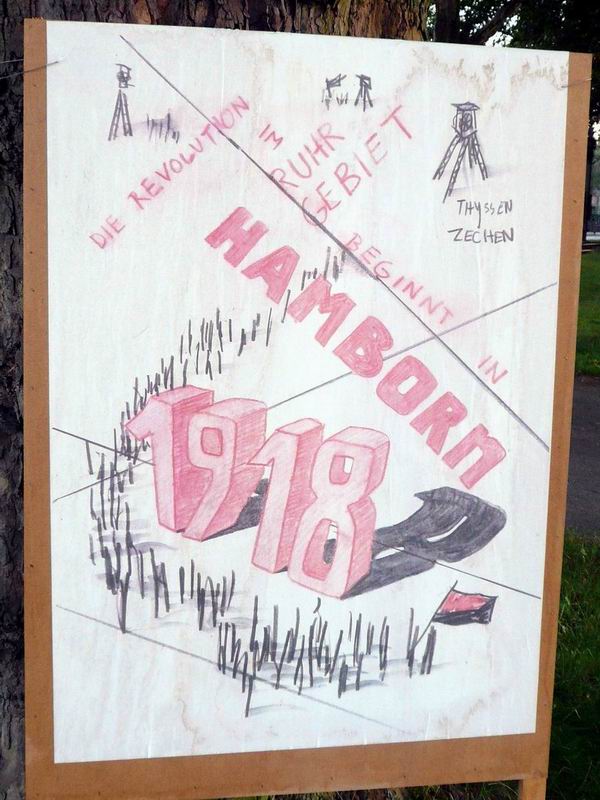 DIE REVOLUTION
IM
RUHR
GEBIET
BEGINNT IN
HAMBORN
1918
THYSSEN
ZECHEN